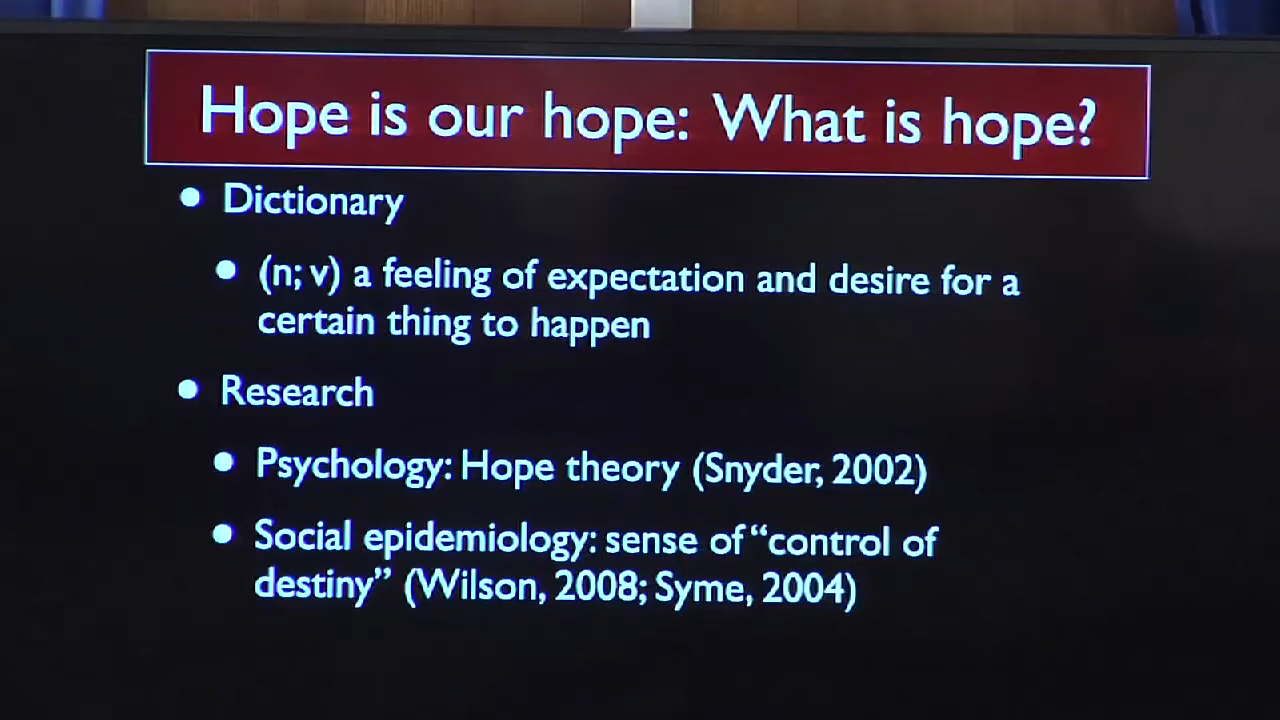 Hope is our hope: What is hope?
• Dictionary
• (n; v) a feeling of expectation and desire for a
certain thing to happen
• Research
• Psychology: Hope theory (Snyder, 2002)
• Social epidemiology: sense of “control of
destiny” (Wilson, 2008; Syme, 2004)